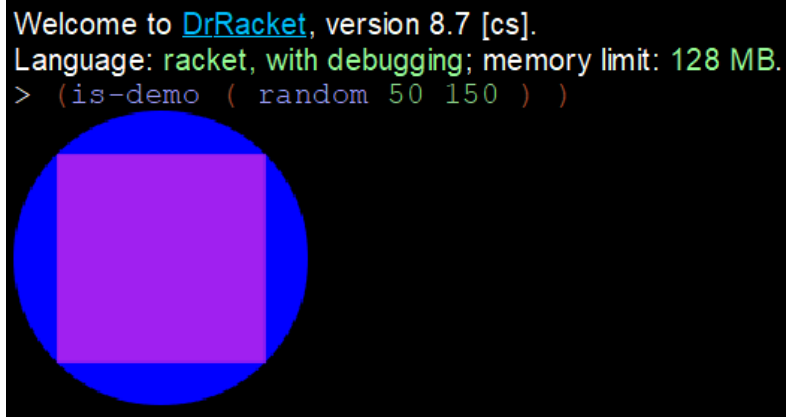 Welcome to DrRacket, version 8.7 [cs].
Language: racket, with debugging; memory limit: 128 MB.
> (is-demo ( random 50 150 ) )